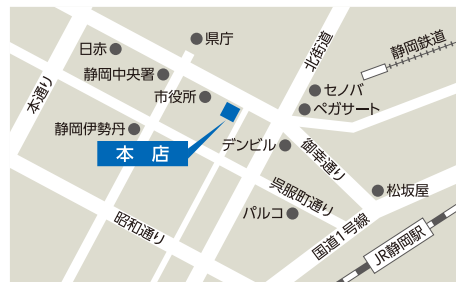 県庁
日赤
北街道
静岡鉄道
静岡中央署
本通り
市役所
セノバ
ペガサート
静岡伊勢丹
本店
デンビル
御幸通り
呉服町通り
松坂屋
パルコ
昭和通り
国道1号線
JR静岡駅